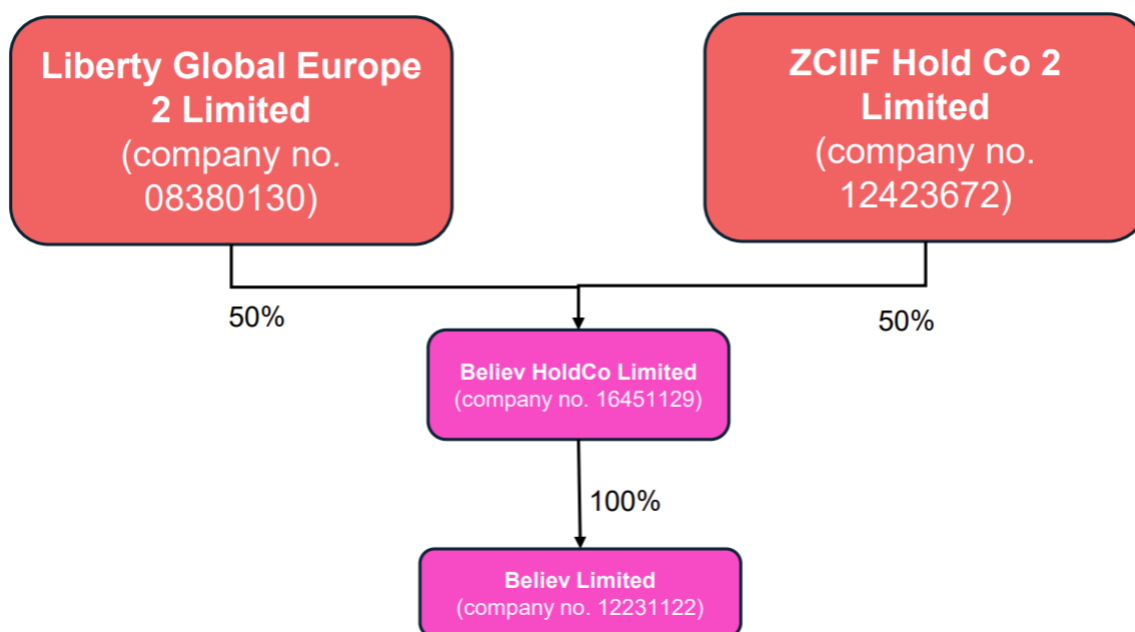 Liberty Global Europe
2 Limited
(company no.
08380130)
ZCIIF Hold Co 2
Limited
(company no.
12423672)
50%
50%
Believ HoldCo Limited
(company no. 16451129)
100%
Believ Limited
(company no. 12231122)